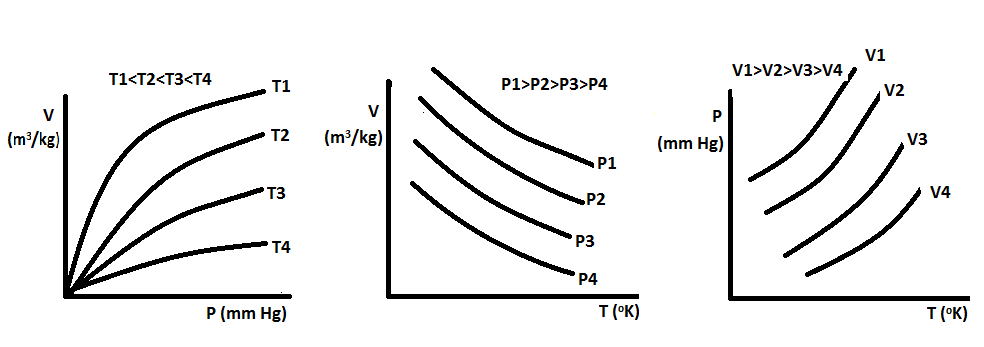 T1<T2<T3<T4
V
(m³/kg)
T1
T2
T3
T4
P (mm Hg)
P1>P2>P3>P4
V
(m³/kg)
P1
P2
P3
P4
T (ºK)
V1>V2>V3>V4
P
(mm Hg)
V1
V2
V3
V4
T (ºK)